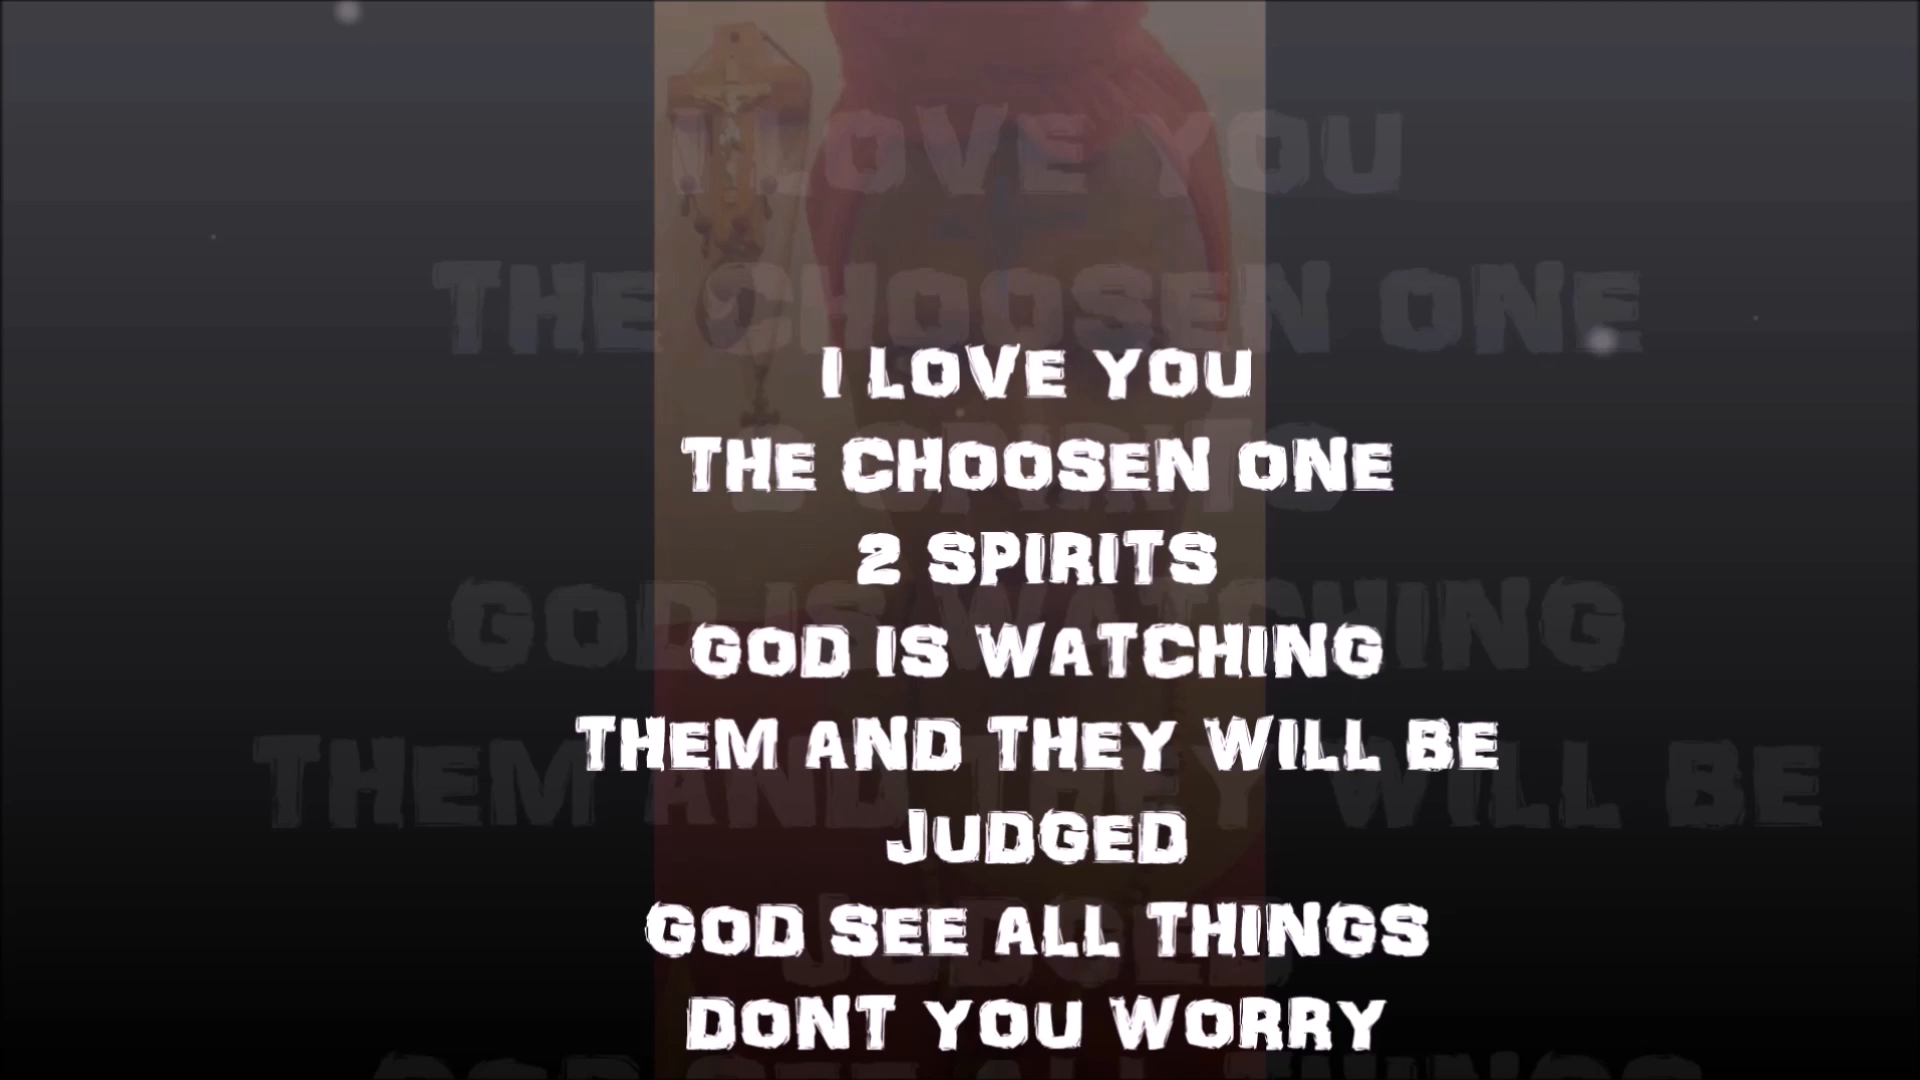 I LOVE YOU
THE CHOOSEN ONE
2 SPIRITS
GOD IS WATCHING
THEM AND THEY WILL BE
JUDGED
GOD SEE ALL THINGS
DONT YOU WORRY